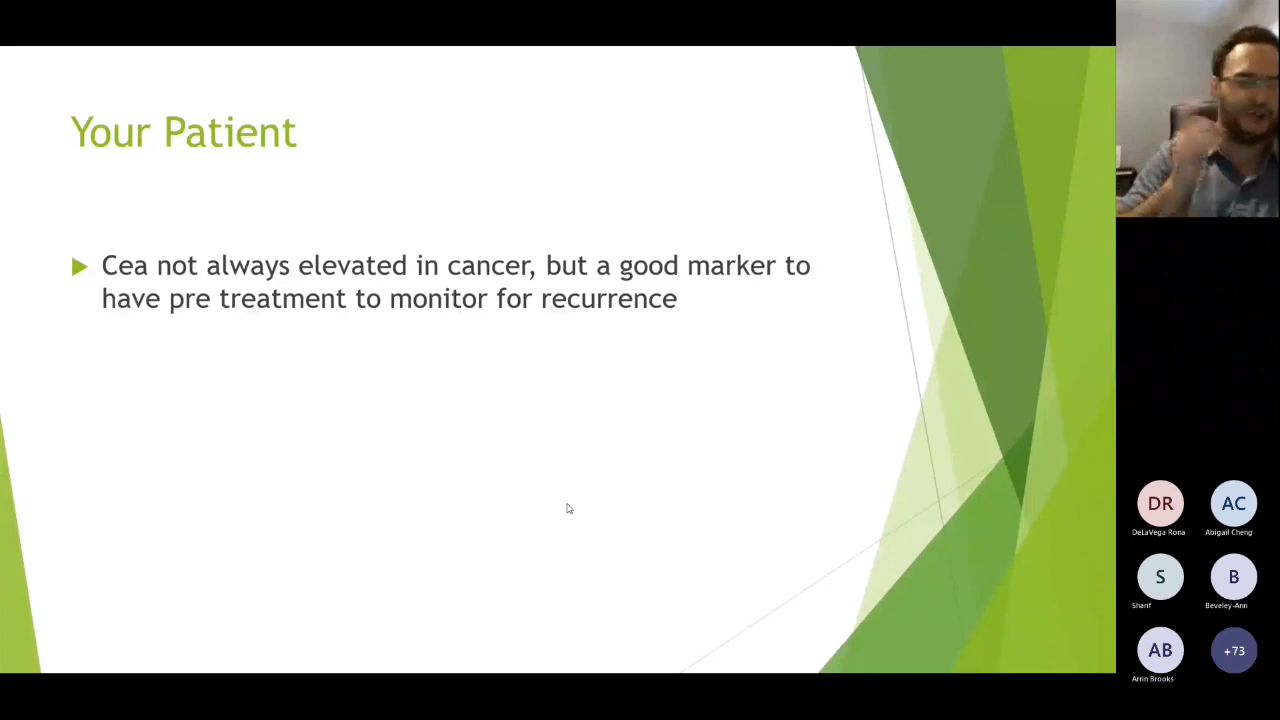 Your Patient
Cea not always elevated in cancer, but a good marker to
have pre treatment to monitor for recurrence
DR
AC
DeLaVega Rona
Abigail Cheng
S
B
Sharif
Beveley-Ann
AB
+73
Arrin Brooks